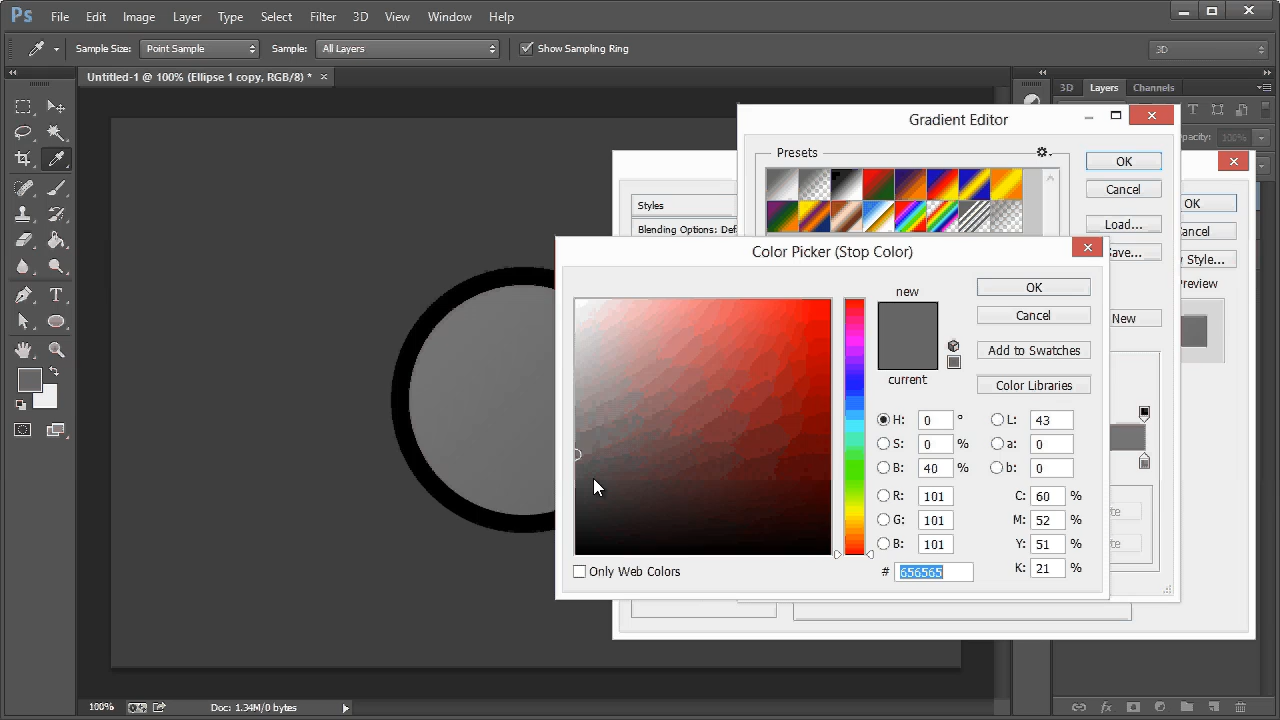 Ps File Edit Image Layer Type Select Filter 3D View Window Help
Sample Size: Point Sample Sample: All Layers Show Sampling Ring 3D
Untitled-1 @ 100% (Ellipse 1 copy, RGB/8) * ×
3D Layers Channels
Gradient Editor
Opacity: 100%
Presets
OK
Cancel
Load...
Save...
New
Styles
Blending Options: Def
OK
Cancel
w Style...
Preview
Color Picker (Stop Color)
new
current
OK
Cancel
Add to Swatches
Color Libraries
H: 0 ° L: 43
S: 0 % a: 0
B: 40 % b: 0
R: 101 C: 60 %
G: 101 M: 52 %
B: 101 Y: 51 %
K: 21 %
# 656565
Only Web Colors
T
100% Doc: 1.34M/0 bytes
fx